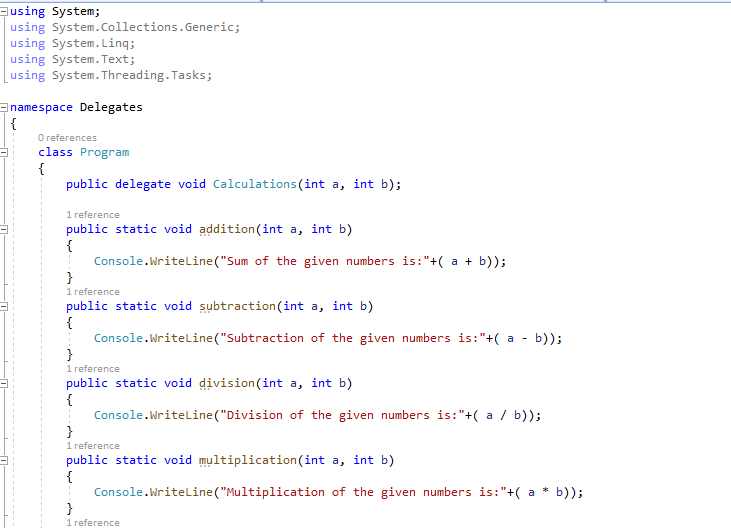 using System;
using System.Collections.Generic;
using System.Linq;
using System.Text;
using System.Threading.Tasks;
namespace Delegates
{
0 references
class Program
{
public delegate void Calculations(int a, int b);
1 reference
public static void addition(int a, int b)
{
Console.WriteLine("Sum of the given numbers is:"+( a + b));
}
1 reference
public static void subtraction(int a, int b)
{
Console.WriteLine("Subtraction of the given numbers is:"+( a - b));
}
1 reference
public static void division(int a, int b)
{
Console.WriteLine("Division of the given numbers is:"+( a / b));
}
1 reference
public static void multiplication(int a, int b)
{
Console.WriteLine("Multiplication of the given numbers is:"+( a * b));
}
1 reference